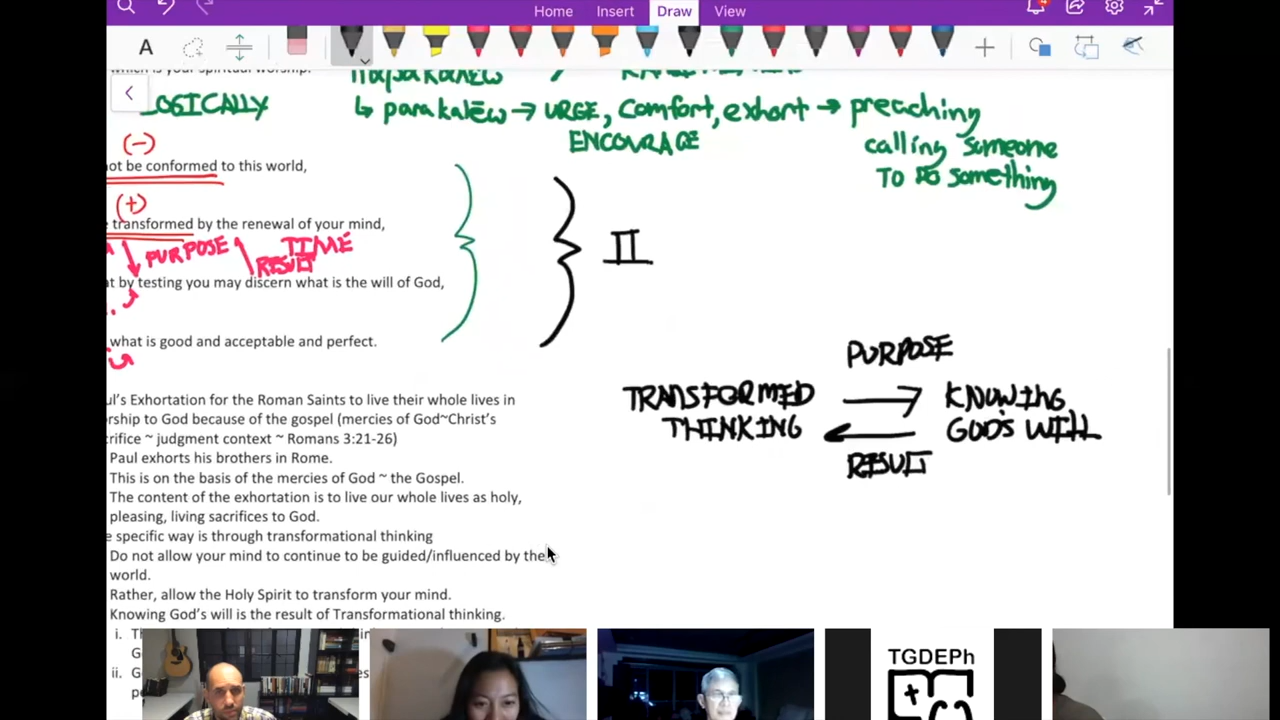 Home Insert Draw View
which is your spiritual worship.
παρακαλέω
LOGICALLY
↳ parakalēw → URGE, Comfort, exhort → preaching
ENCOURAGE
calling someone
TO DO something
(-)
not be conformed to this world,
(+)
transformed by the renewal of your mind,
PURPOSE
TIME
RESULT
by testing you may discern what is the will of God,
what is good and acceptable and perfect.
II
PURPOSE
TRANSFORMED → KNOWING
THINKING ← GOD'S WILL
RESULT
ul's Exhortation for the Roman Saints to live their whole lives in
rship to God because of the gospel (mercies of God~Christ's
crifice ~ judgment context ~ Romans 3:21-26)
Paul exhorts his brothers in Rome.
This is on the basis of the mercies of God ~ the Gospel.
The content of the exhortation is to live our whole lives as holy,
pleasing, living sacrifices to God.
e specific way is through transformational thinking
Do not allow your mind to continue to be guided/influenced by the
world.
Rather, allow the Holy Spirit to transform your mind.
Knowing God's will is the result of Transformational thinking.
i.
ii.
TGDEPh